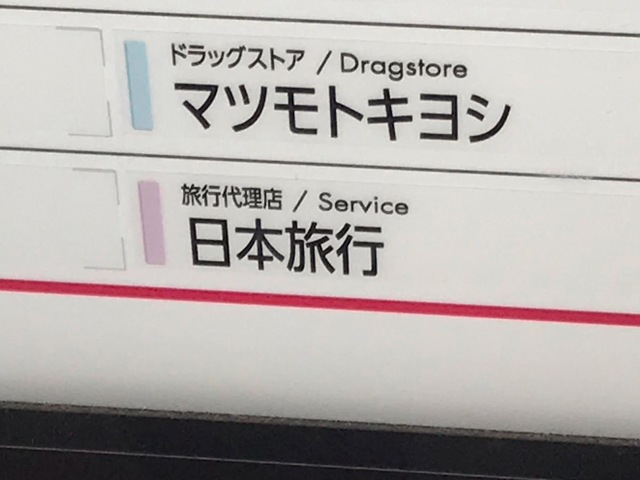 ドラッグストア / Dragstore
マツモトキヨシ
旅行代理店 / Service
日本旅行